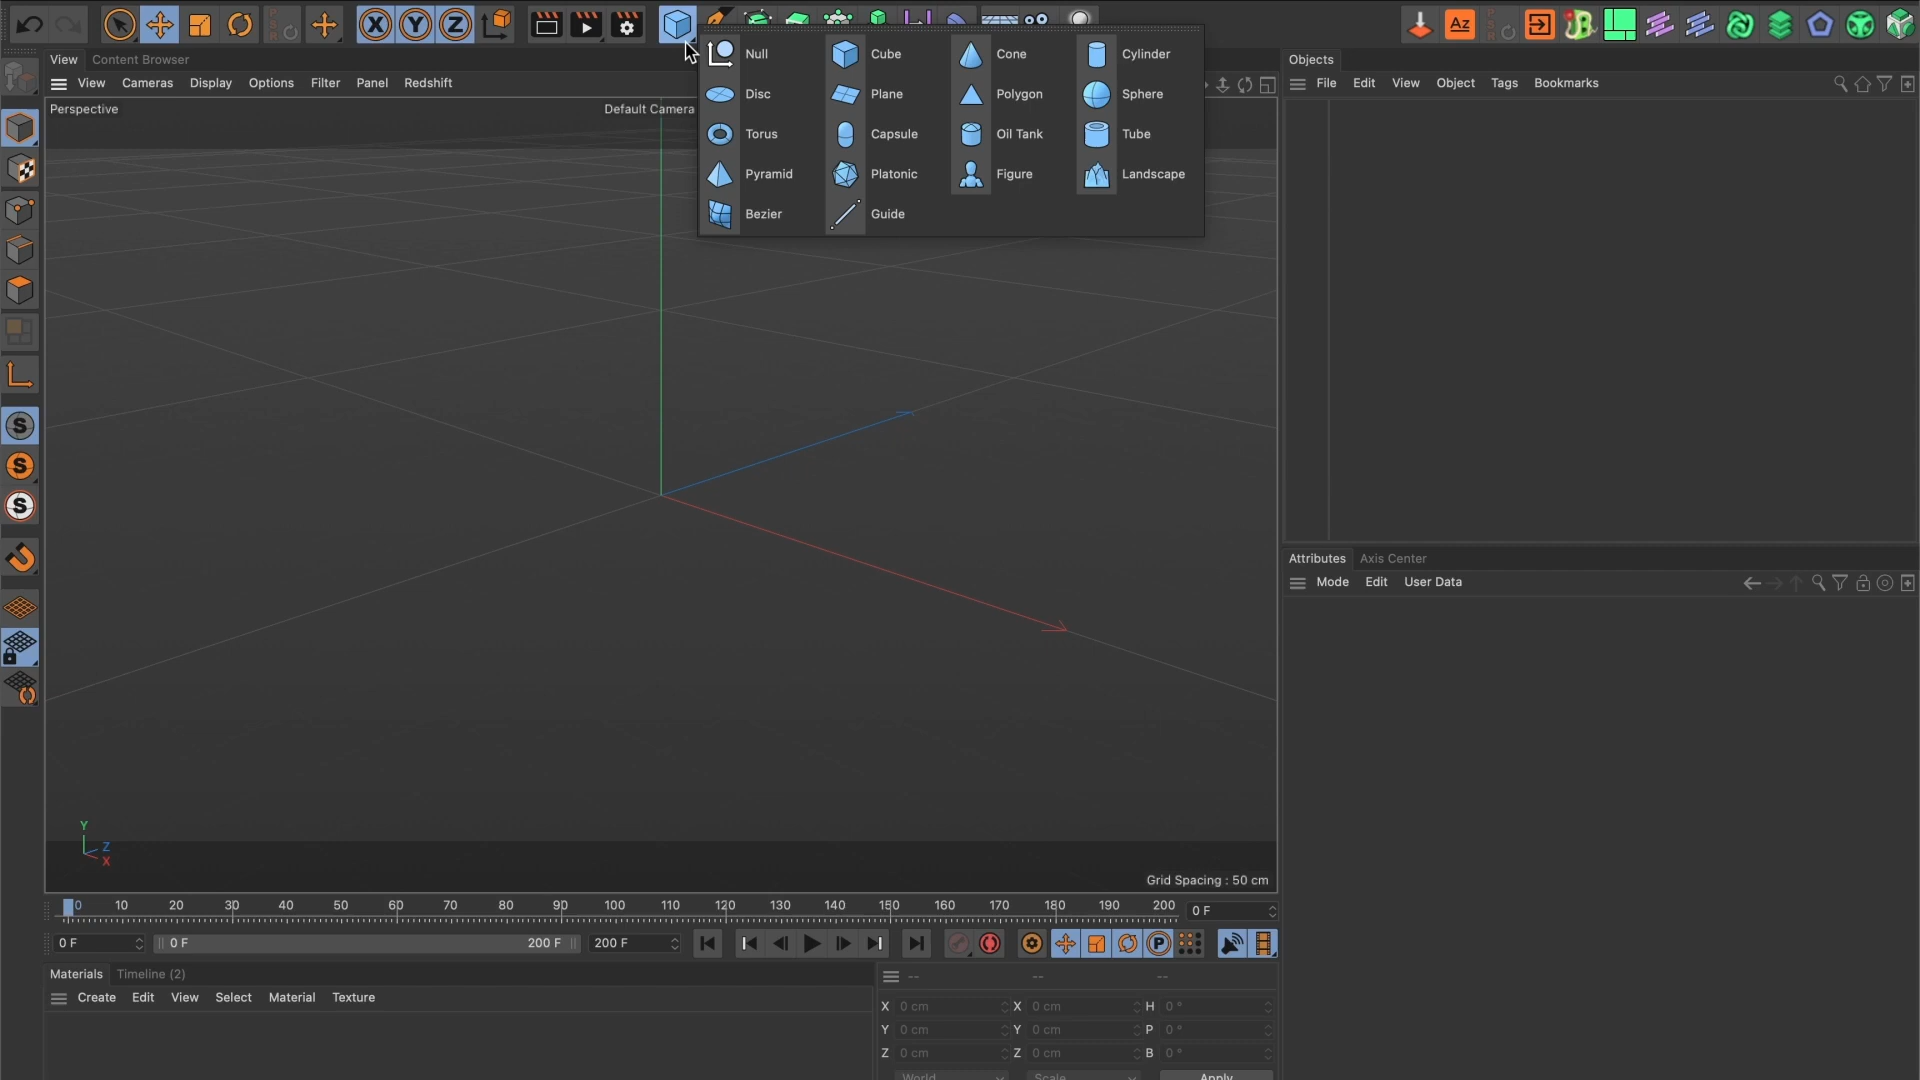 X Y Z
Az
View Content Browser
View Cameras Display Options Filter Panel Redshift
Perspective
Default Camera
Null Cube Cone Cylinder
Disc Plane Polygon Sphere
Torus Capsule Oil Tank Tube
Pyramid Platonic Figure Landscape
Bezier Guide
Objects
File Edit View Object Tags Bookmarks
PSR
PSR
S
S
S
Attributes Axis Center
Mode Edit User Data
Y
Z
X
Grid Spacing : 50 cm
0 10 20 30 40 50 60 70 80 90 100 110 120 130 140 150 160 170 180 190 200 0 F
0 F 0 F 200 F 200 F P
Materials Timeline (2)
-- -- --
Create Edit View Select Material Texture
X 0 cm X 0 cm H 0 °
Y 0 cm Y 0 cm P 0 °
Z 0 cm Z 0 cm B 0 °
World Scale Apply